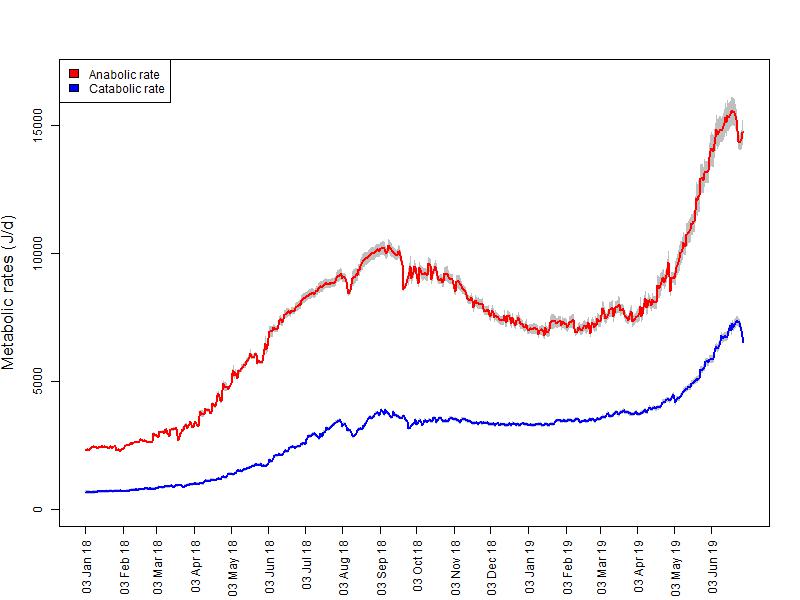 Anabolic rate
Catabolic rate
Metabolic rates (J/d)
15000
10000
5000
0
03 Jan 18
03 Feb 18
03 Mar 18
03 Apr 18
03 May 18
03 Jun 18
03 Jul 18
03 Aug 18
03 Sep 18
03 Oct 18
03 Nov 18
03 Dec 18
03 Jan 19
03 Feb 19
03 Mar 19
03 Apr 19
03 May 19
03 Jun 19